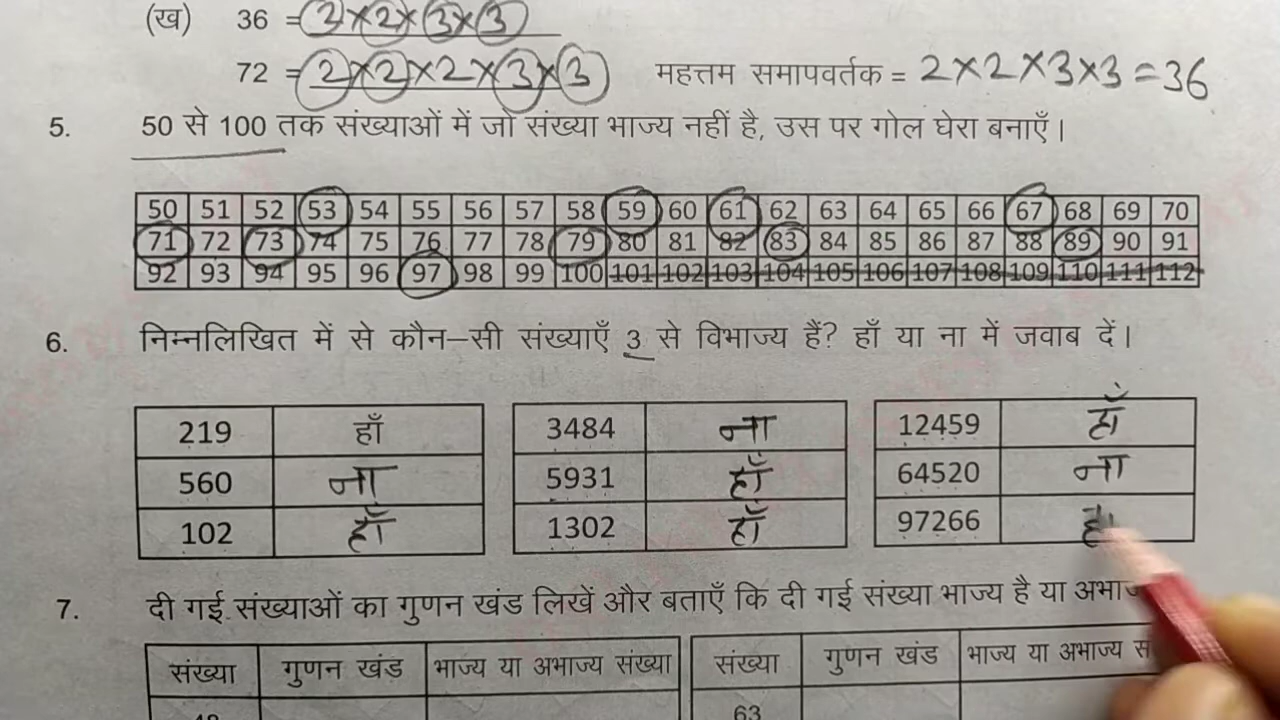 (ख) 36 = 2×2×3×3
72 = 2×2×2×3×3 महत्तम समापवर्तक = 2×2×3×3=36
5. 50 से 100 तक संख्याओं में जो संख्या भाज्य नहीं है, उस पर गोल घेरा बनाएँ।
50 51 52 53 54 55 56 57 58 59 60 61 62 63 64 65 66 67 68 69 70
71 72 73 74 75 76 77 78 79 80 81 82 83 84 85 86 87 88 89 90 91
92 93 94 95 96 97 98 99 100 101 102 103 104 105 106 107 108 109 110 111 112
6. निम्नलिखित में से कौन–सी संख्याएँ 3 से विभाज्य हैं? हाँ या ना में जवाब दें।
219 हाँ 3484 ना 12459 हाँ
560 ना 5931 हाँ 64520 ना
102 हाँ 1302 हाँ 97266
7. दी गई संख्याओं का गुणन खंड लिखें और बताएँ कि दी गई संख्या भाज्य है या
संख्या गुणन खंड भाज्य या अभाज्य संख्या संख्या गुणन खंड भाज्य या अभाज्य
63